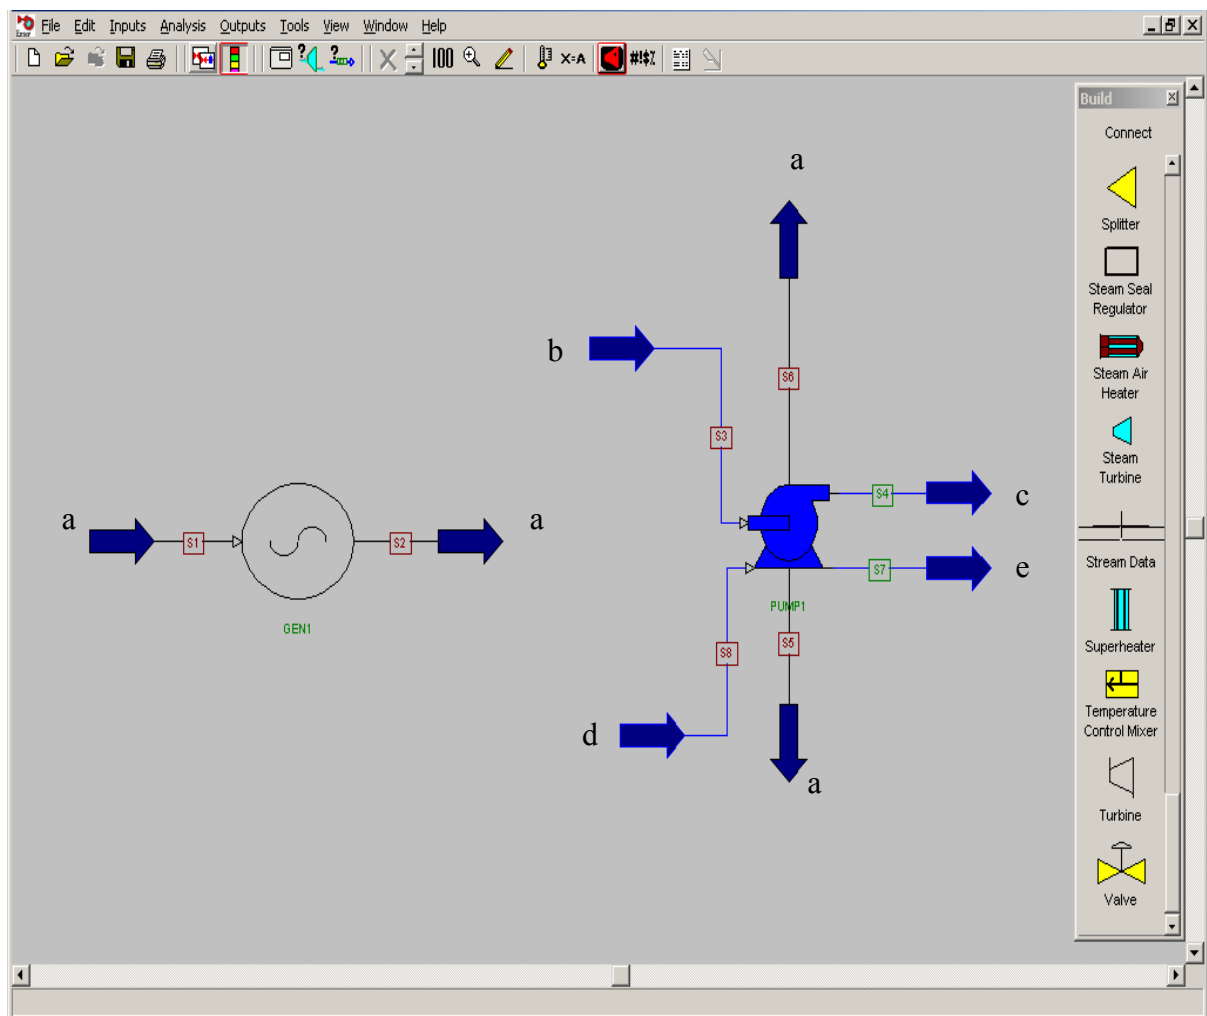 File Edit Inputs Analysis Outputs Tools View Window Help
100 X=A #!$%
Build
Connect
Splitter
Steam Seal
Regulator
Steam Air
Heater
Steam
Turbine
Stream Data
Superheater
Temperature
Control Mixer
Turbine
Valve
a
b
S6
S3
S4
c
a
S1
S2
a
S7
e
PUMP1
GEN1
S5
S8
d
a